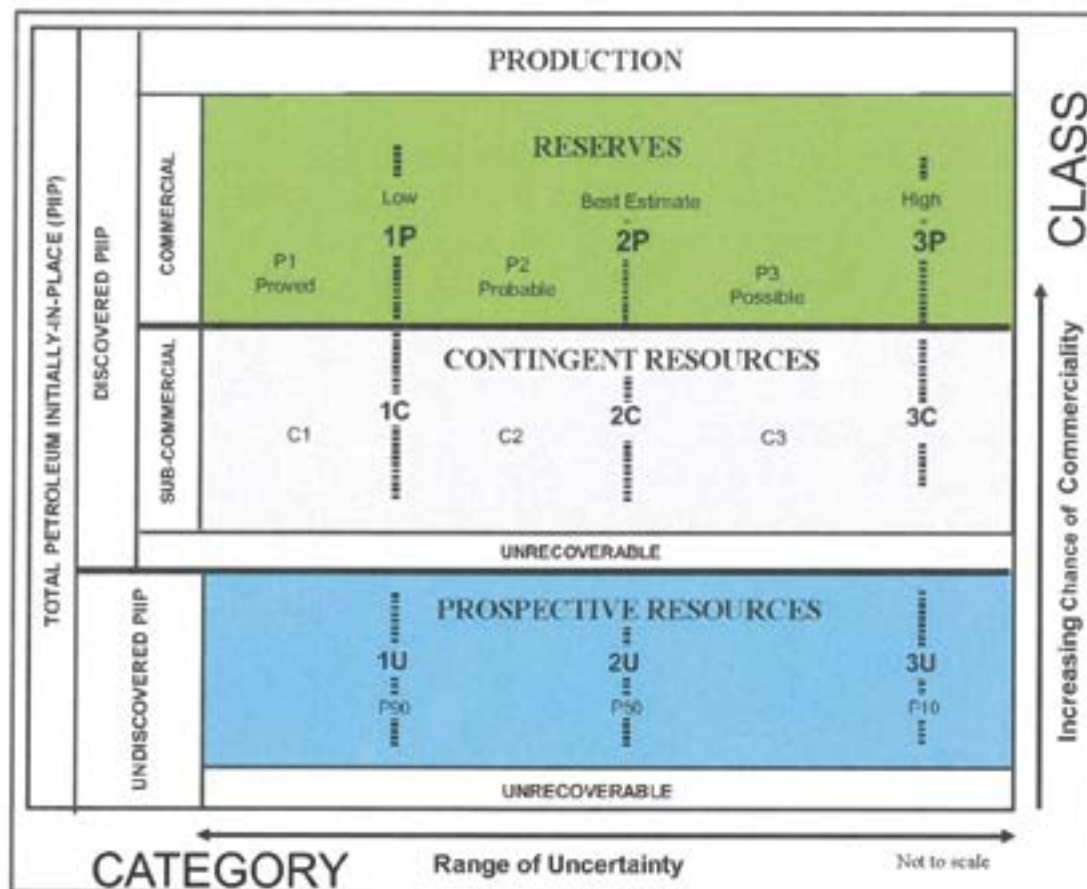 PRODUCTION
RESERVES
Low
Best Estimate
High
1P
2P
3P
P1
Proved
P2
Probable
P3
Possible
CONTINGENT RESOURCES
1C
2C
3C
C1
C2
C3
UNRECOVERABLE
PROSPECTIVE RESOURCES
1U
2U
3U
P90
P50
P10
UNRECOVERABLE
TOTAL PETROLEUM INITIALLY-IN-PLACE (PIIP)
DISCOVERED PIIP
UNDISCOVERED PIIP
COMMERCIAL
SUB-COMMERCIAL
CLASS
Increasing Chance of Commerciality
CATEGORY
Range of Uncertainty
Not to scale